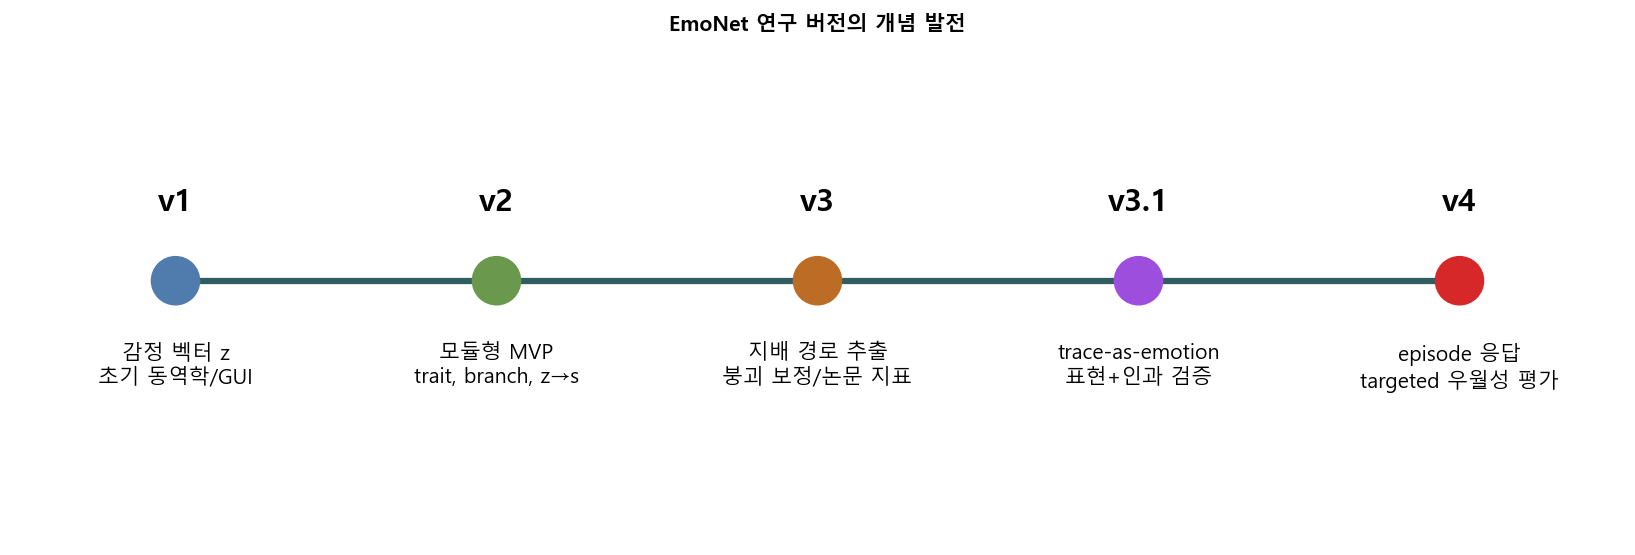 EmoNet 연구 버전의 개념 발전
v1
v2
v3
v3.1
v4
감정 벡터 z
초기 동역학/GUI
모듈형 MVP
trait, branch, z→s
지배 경로 추출
붕괴 보정/논문 지표
trace-as-emotion
표현+인과 검증
episode 응답
targeted 우월성 평가